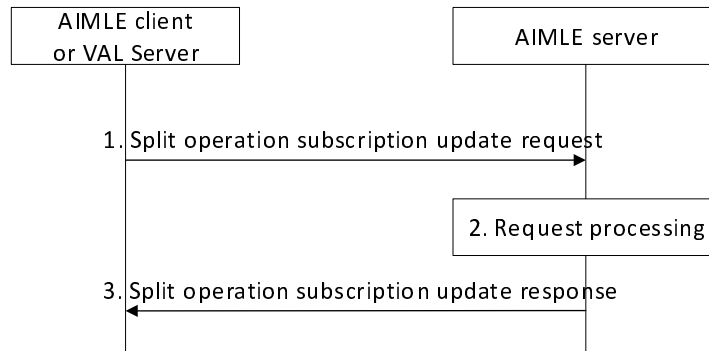 AIMLE client
or VAL Server
AIMLE server
1. Split operation subscription update request
2. Request processing
3. Split operation subscription update response